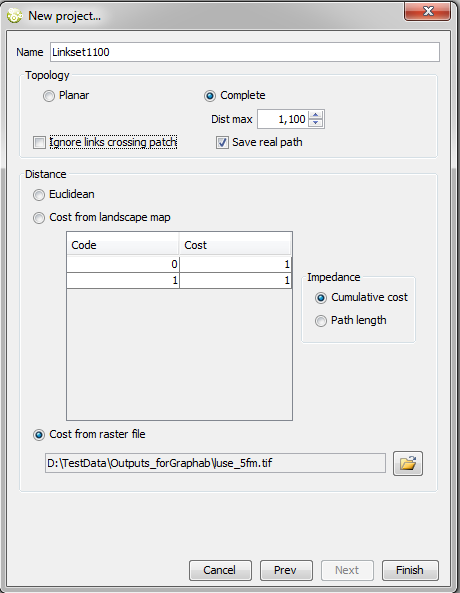 New project...
Name Linkset1100
Topology
Planar Complete
Dist max 1,100
Ignore links crossing patch Save real path
Distance
Euclidean
Cost from landscape map
Code Cost
0 1
1 1
Impedance
Cumulative cost
Path length
Cost from raster file
D:\TestData\Outputs_forGraphab\luse_5fm.tif
Cancel Prev Next Finish